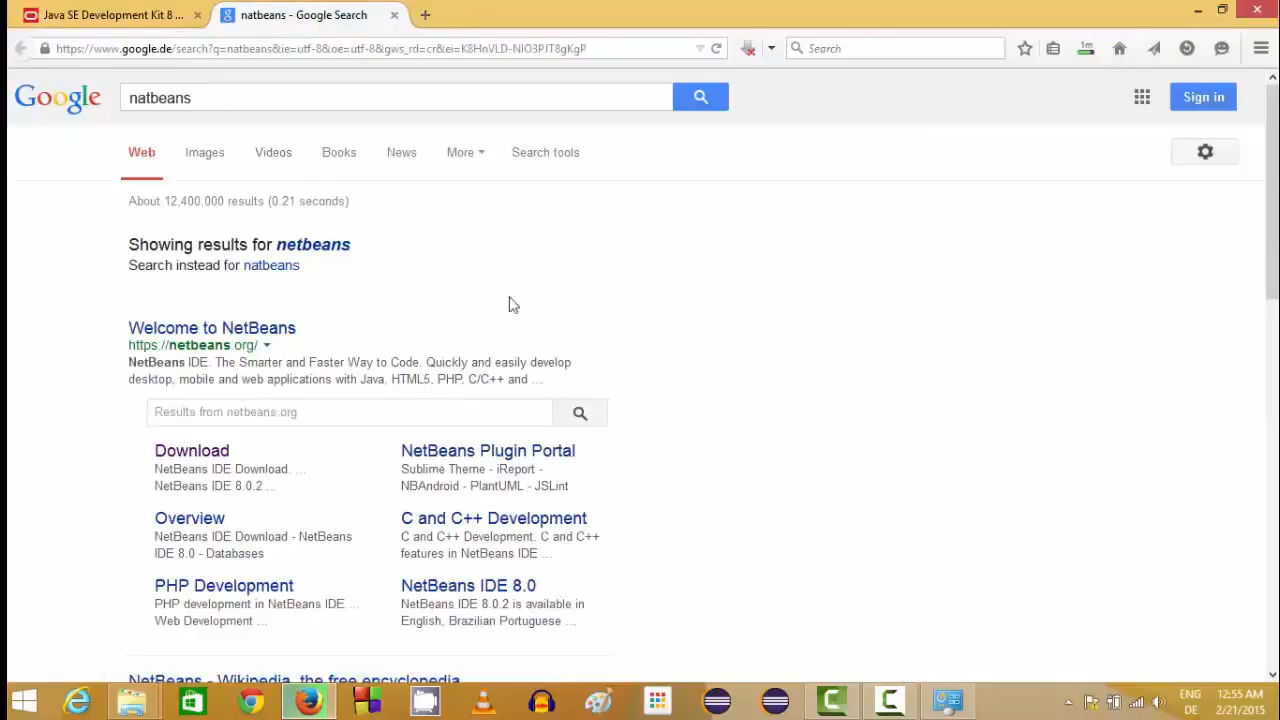 Java SE Development Kit 8 ...
natbeans - Google Search
https://www.google.de/search?q=natbeans&ie=utf-8&oe=utf-8&gws_rd=cr&ei=
Search
1m
Google
natbeans
Sign in
Web Images Videos Books News More Search tools
About 12,400,000 results (0.21 seconds)
Showing results for netbeans
Search instead for natbeans
Welcome to NetBeans
https://netbeans.org/
NetBeans IDE. The Smarter and Faster Way to Code. Quickly and easily develop
desktop, mobile and web applications with Java, HTML5, PHP, C/C++ and ...
Results from netbeans.org
Download
NetBeans IDE Download. ...
NetBeans IDE 8.0.2 ...
NetBeans Plugin Portal
Sublime Theme - iReport -
NBAndroid - PlantUML - JSLint
Overview
NetBeans IDE Download - NetBeans
IDE 8.0 - Databases
C and C++ Development
C and C++ Development. C and C++
features in NetBeans IDE ...
PHP Development
PHP development in NetBeans IDE ...
Web Development ...
NetBeans IDE 8.0
NetBeans IDE 8.0.2 is available in
English, Brazilian Portuguese ...
NetBeans - Wikipedia, the free encyclopedia
ENG 12:55 AM
DE 2/21/2015